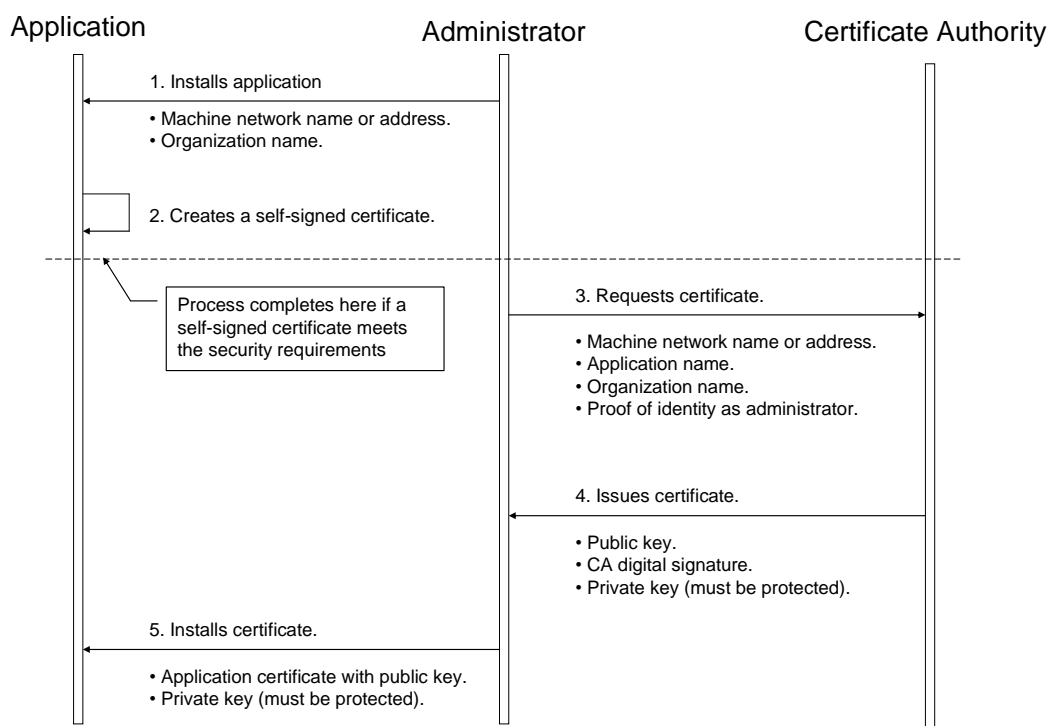 Application
Administrator
Certificate Authority
1. Installs application
• Machine network name or address.
• Organization name.
2. Creates a self-signed certificate.
Process completes here if a
self-signed certificate meets
the security requirements
3. Requests certificate.
• Machine network name or address.
• Application name.
• Organization name.
• Proof of identity as administrator.
4. Issues certificate.
• Public key.
• CA digital signature.
• Private key (must be protected).
5. Installs certificate.
• Application certificate with public key.
• Private key (must be protected).